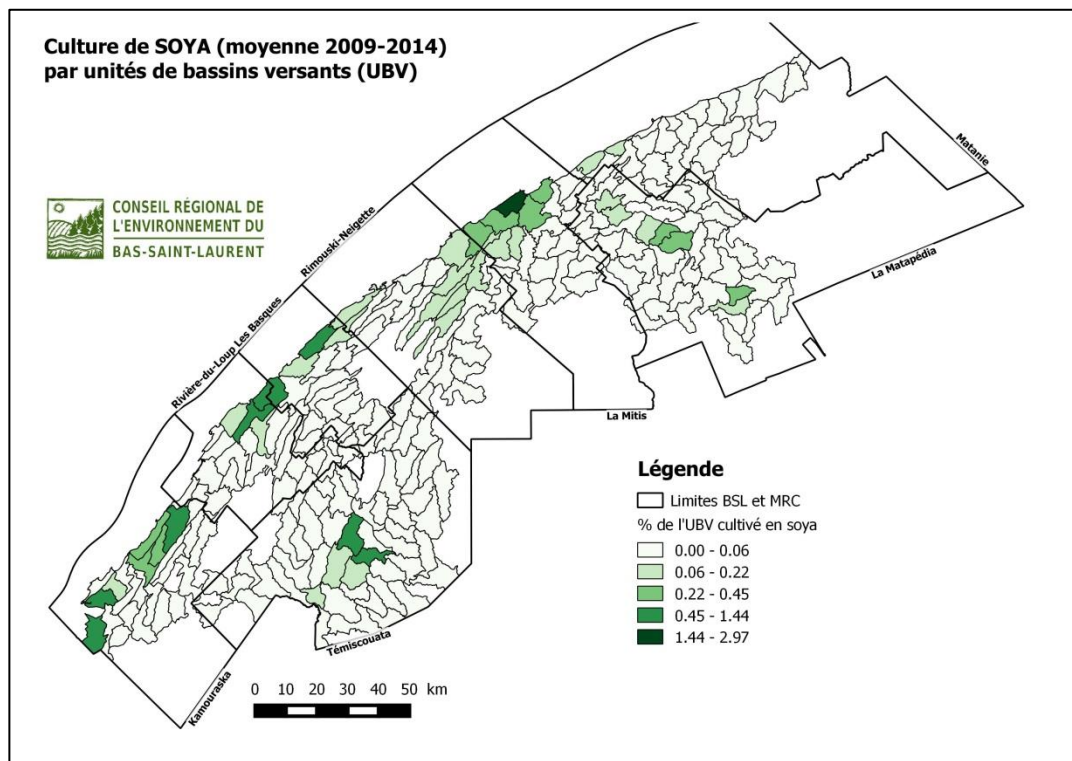 Culture de SOYA (moyenne 2009-2014)
par unités de bassins versants (UBV)
CONSEIL RÉGIONAL DE
L'ENVIRONNEMENT DU
BAS-SAINT-LAURENT
Matanie
La Matapédia
Rimouski-Neigette
Rivière-du-Loup Les Basques
La Mitis
Témiscouata
Kamouraska
Légende
Limites BSL et MRC
% de l'UBV cultivé en soya
0.00 - 0.06
0.06 - 0.22
0.22 - 0.45
0.45 - 1.44
1.44 - 2.97
0 10 20 30 40 50 km